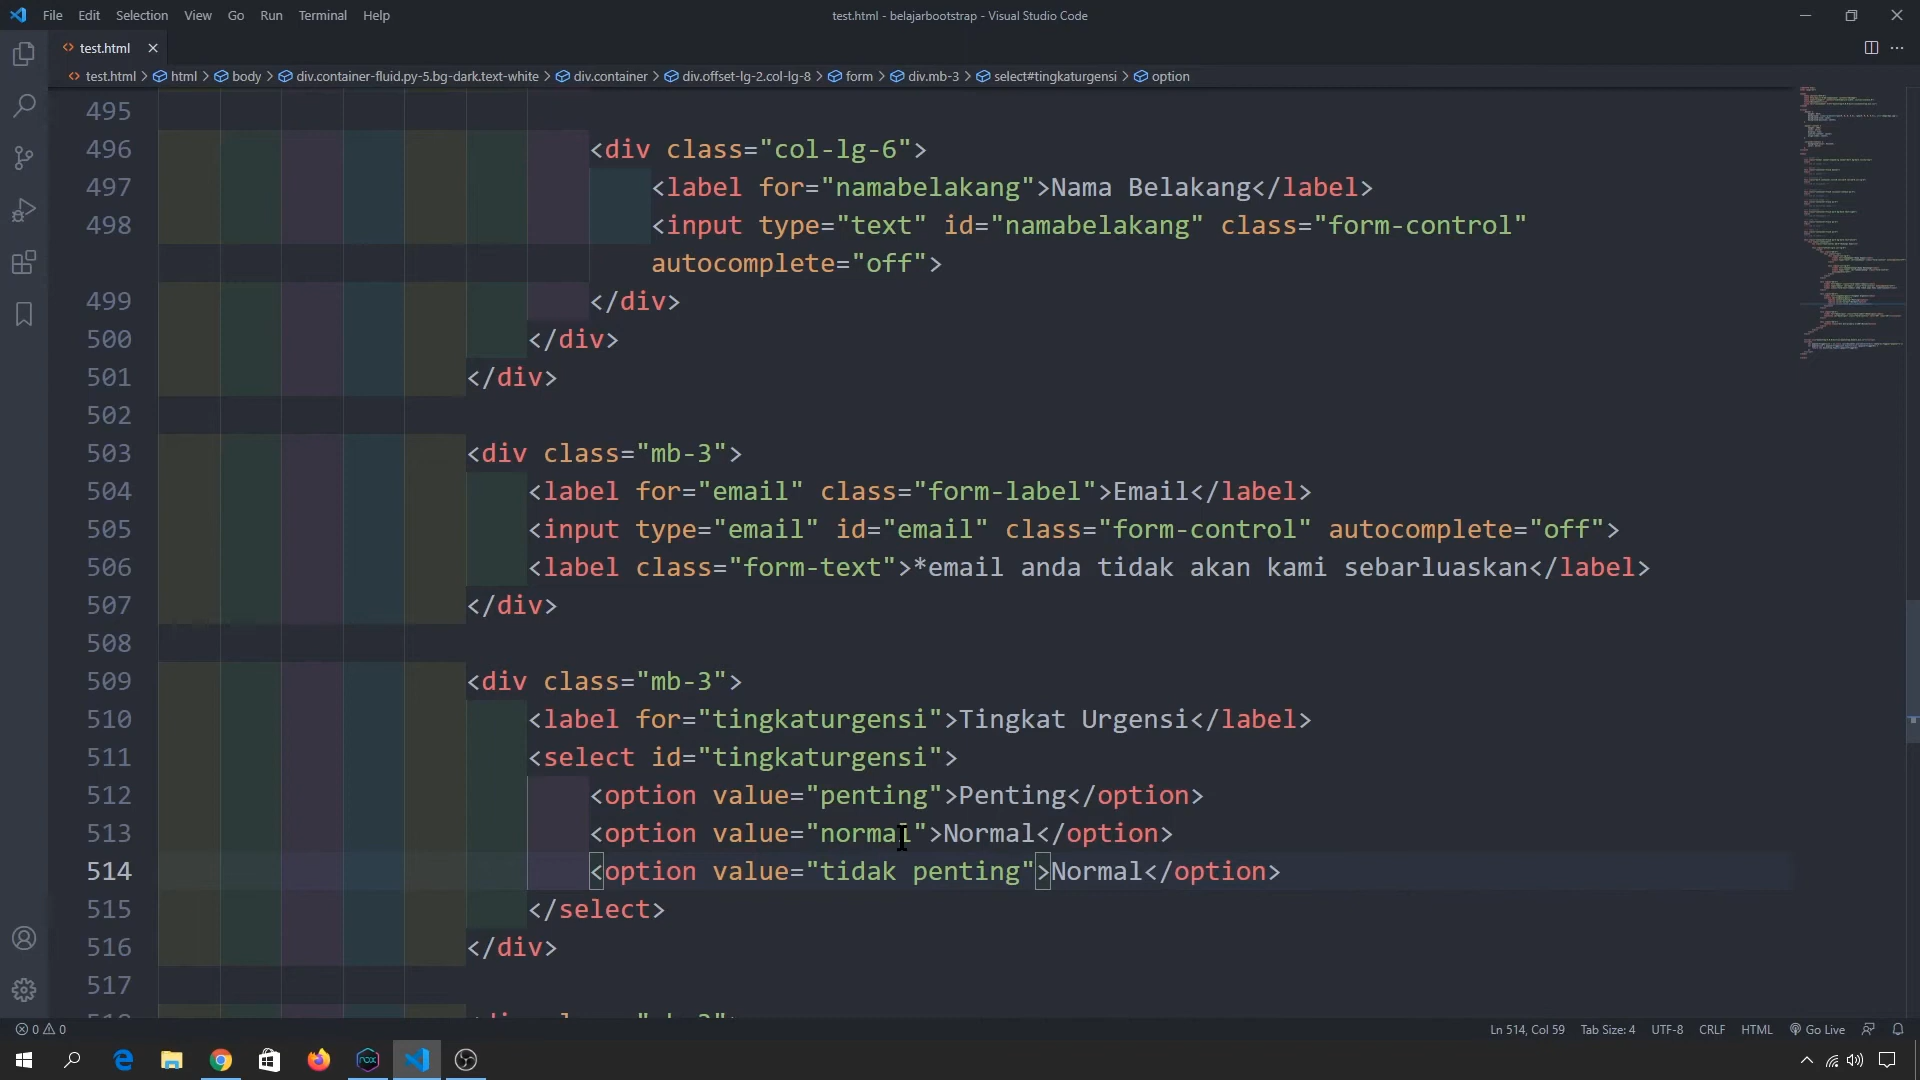 File Edit Selection View Go Run Terminal Help
test.html - belajarbootstrap - Visual Studio Code
test.html
test.html > html > body > div.container-fluid.py-5.bg-dark.text-white > div.container > div.offset-lg-2.col-lg-8 > form > div.mb-3 > select#tingkaturgensi > option
495
496 <div class="col-lg-6">
497 <label for="namabelakang">Nama Belakang</label>
498 <input type="text" id="namabelakang" class="form-control"
autocomplete="off">
499 </div>
500 </div>
501 </div>
502
503 <div class="mb-3">
504 <label for="email" class="form-label">Email</label>
505 <input type="email" id="email" class="form-control" autocomplete="off">
506 <label class="form-text">*email anda tidak akan kami sebarluaskan</label>
507 </div>
508
509 <div class="mb-3">
510 <label for="tingkaturgensi">Tingkat Urgensi</label>
511 <select id="tingkaturgensi">
512 <option value="penting">Penting</option>
513 <option value="normal">Normal</option>
514 <option value="tidak penting">Normal</option>
515 </select>
516 </div>
517
0 0
Ln 514, Col 59 Tab Size: 4 UTF-8 CRLF HTML Go Live